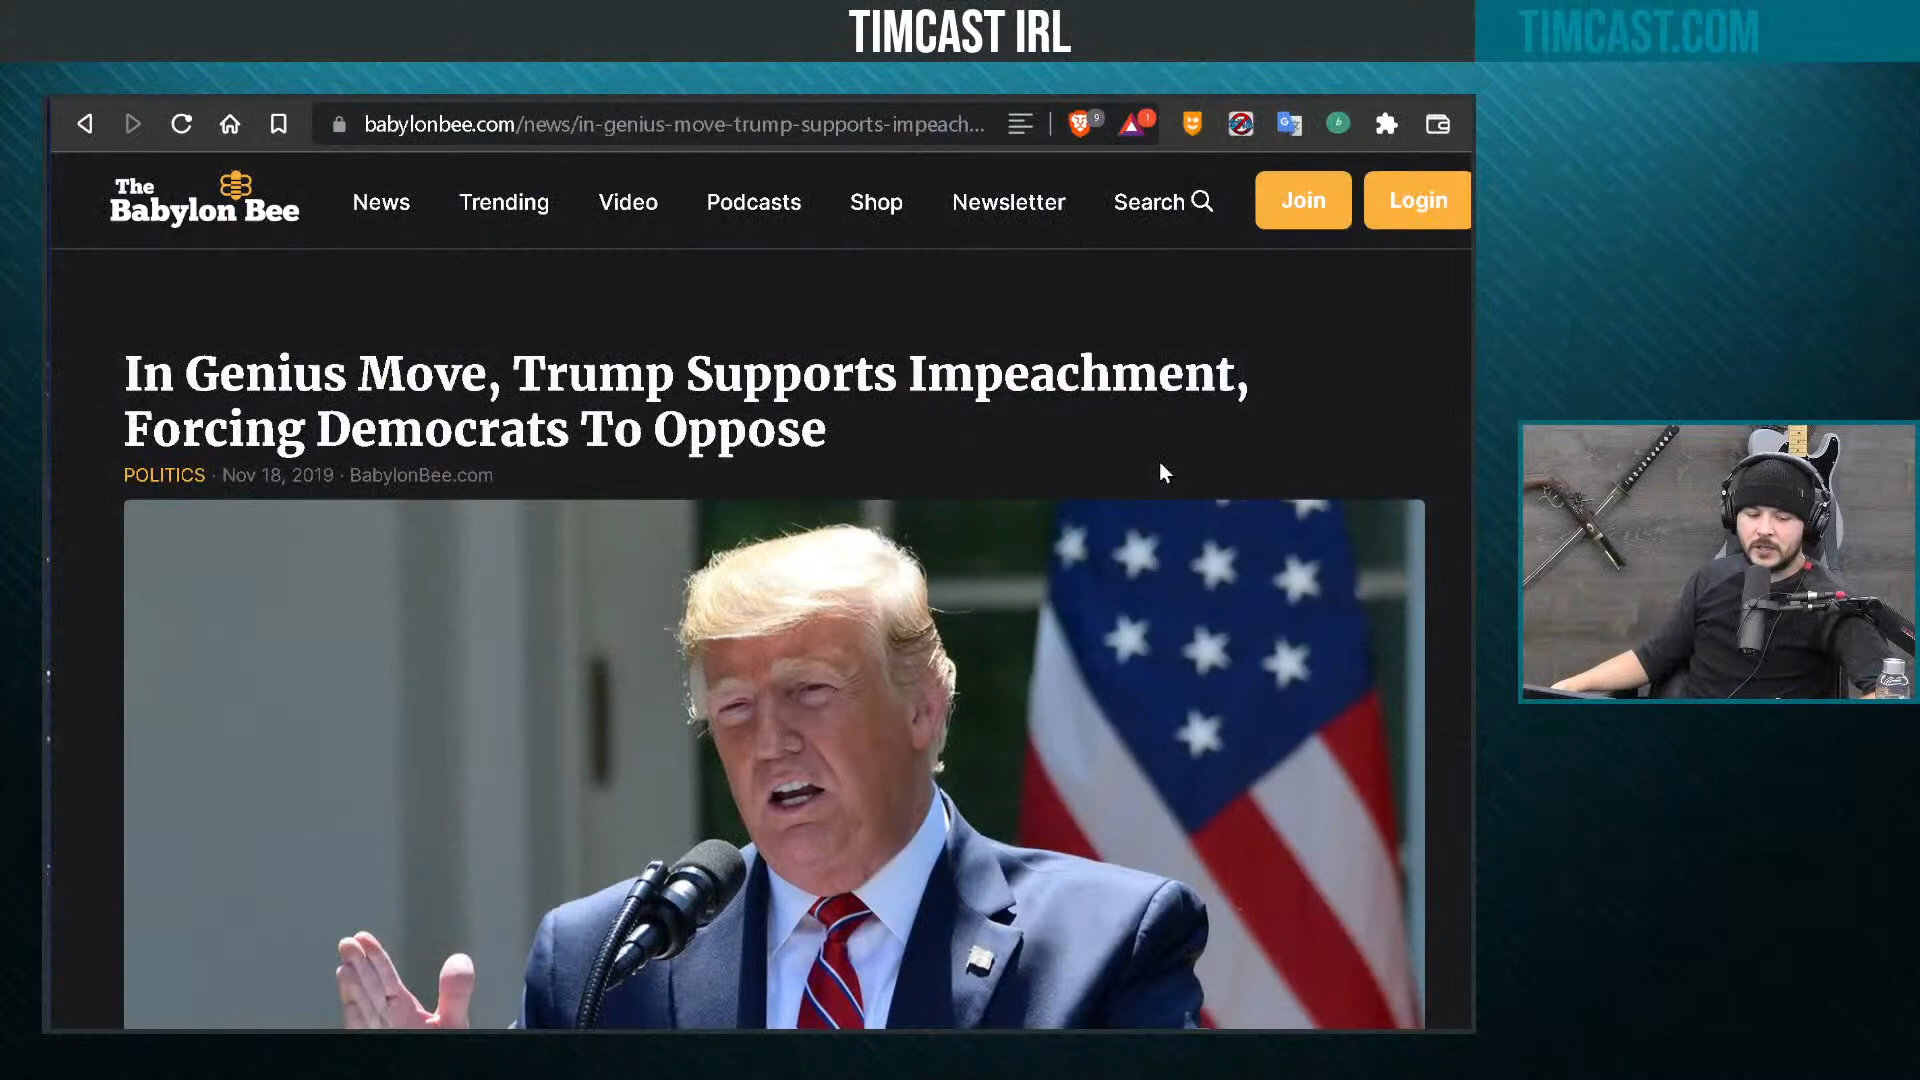 TIMCAST IRL
TIMCAST.COM
babylonbee.com/news/in-genius-move-trump-supports-impeach...
9
1
G
b
The
Babylon Bee
News
Trending
Video
Podcasts
Shop
Newsletter
Search
Join
Login
In Genius Move, Trump Supports Impeachment,
Forcing Democrats To Oppose
POLITICS · Nov 18, 2019 · BabylonBee.com